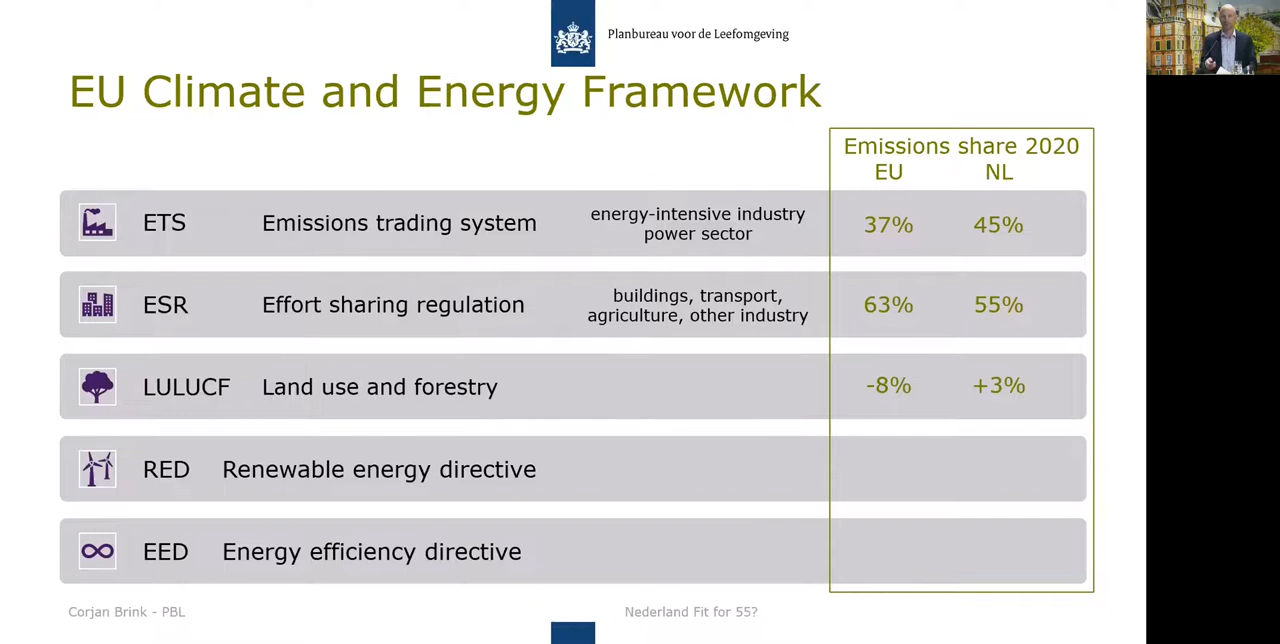 Planbureau voor de Leefomgeving
EU Climate and Energy Framework
Emissions share 2020
EU NL
ETS Emissions trading system energy-intensive industry
power sector 37% 45%
ESR Effort sharing regulation buildings, transport,
agriculture, other industry 63% 55%
LULUCF Land use and forestry -8% +3%
RED Renewable energy directive
EED Energy efficiency directive
Corjan Brink - PBL Nederland Fit for 55?